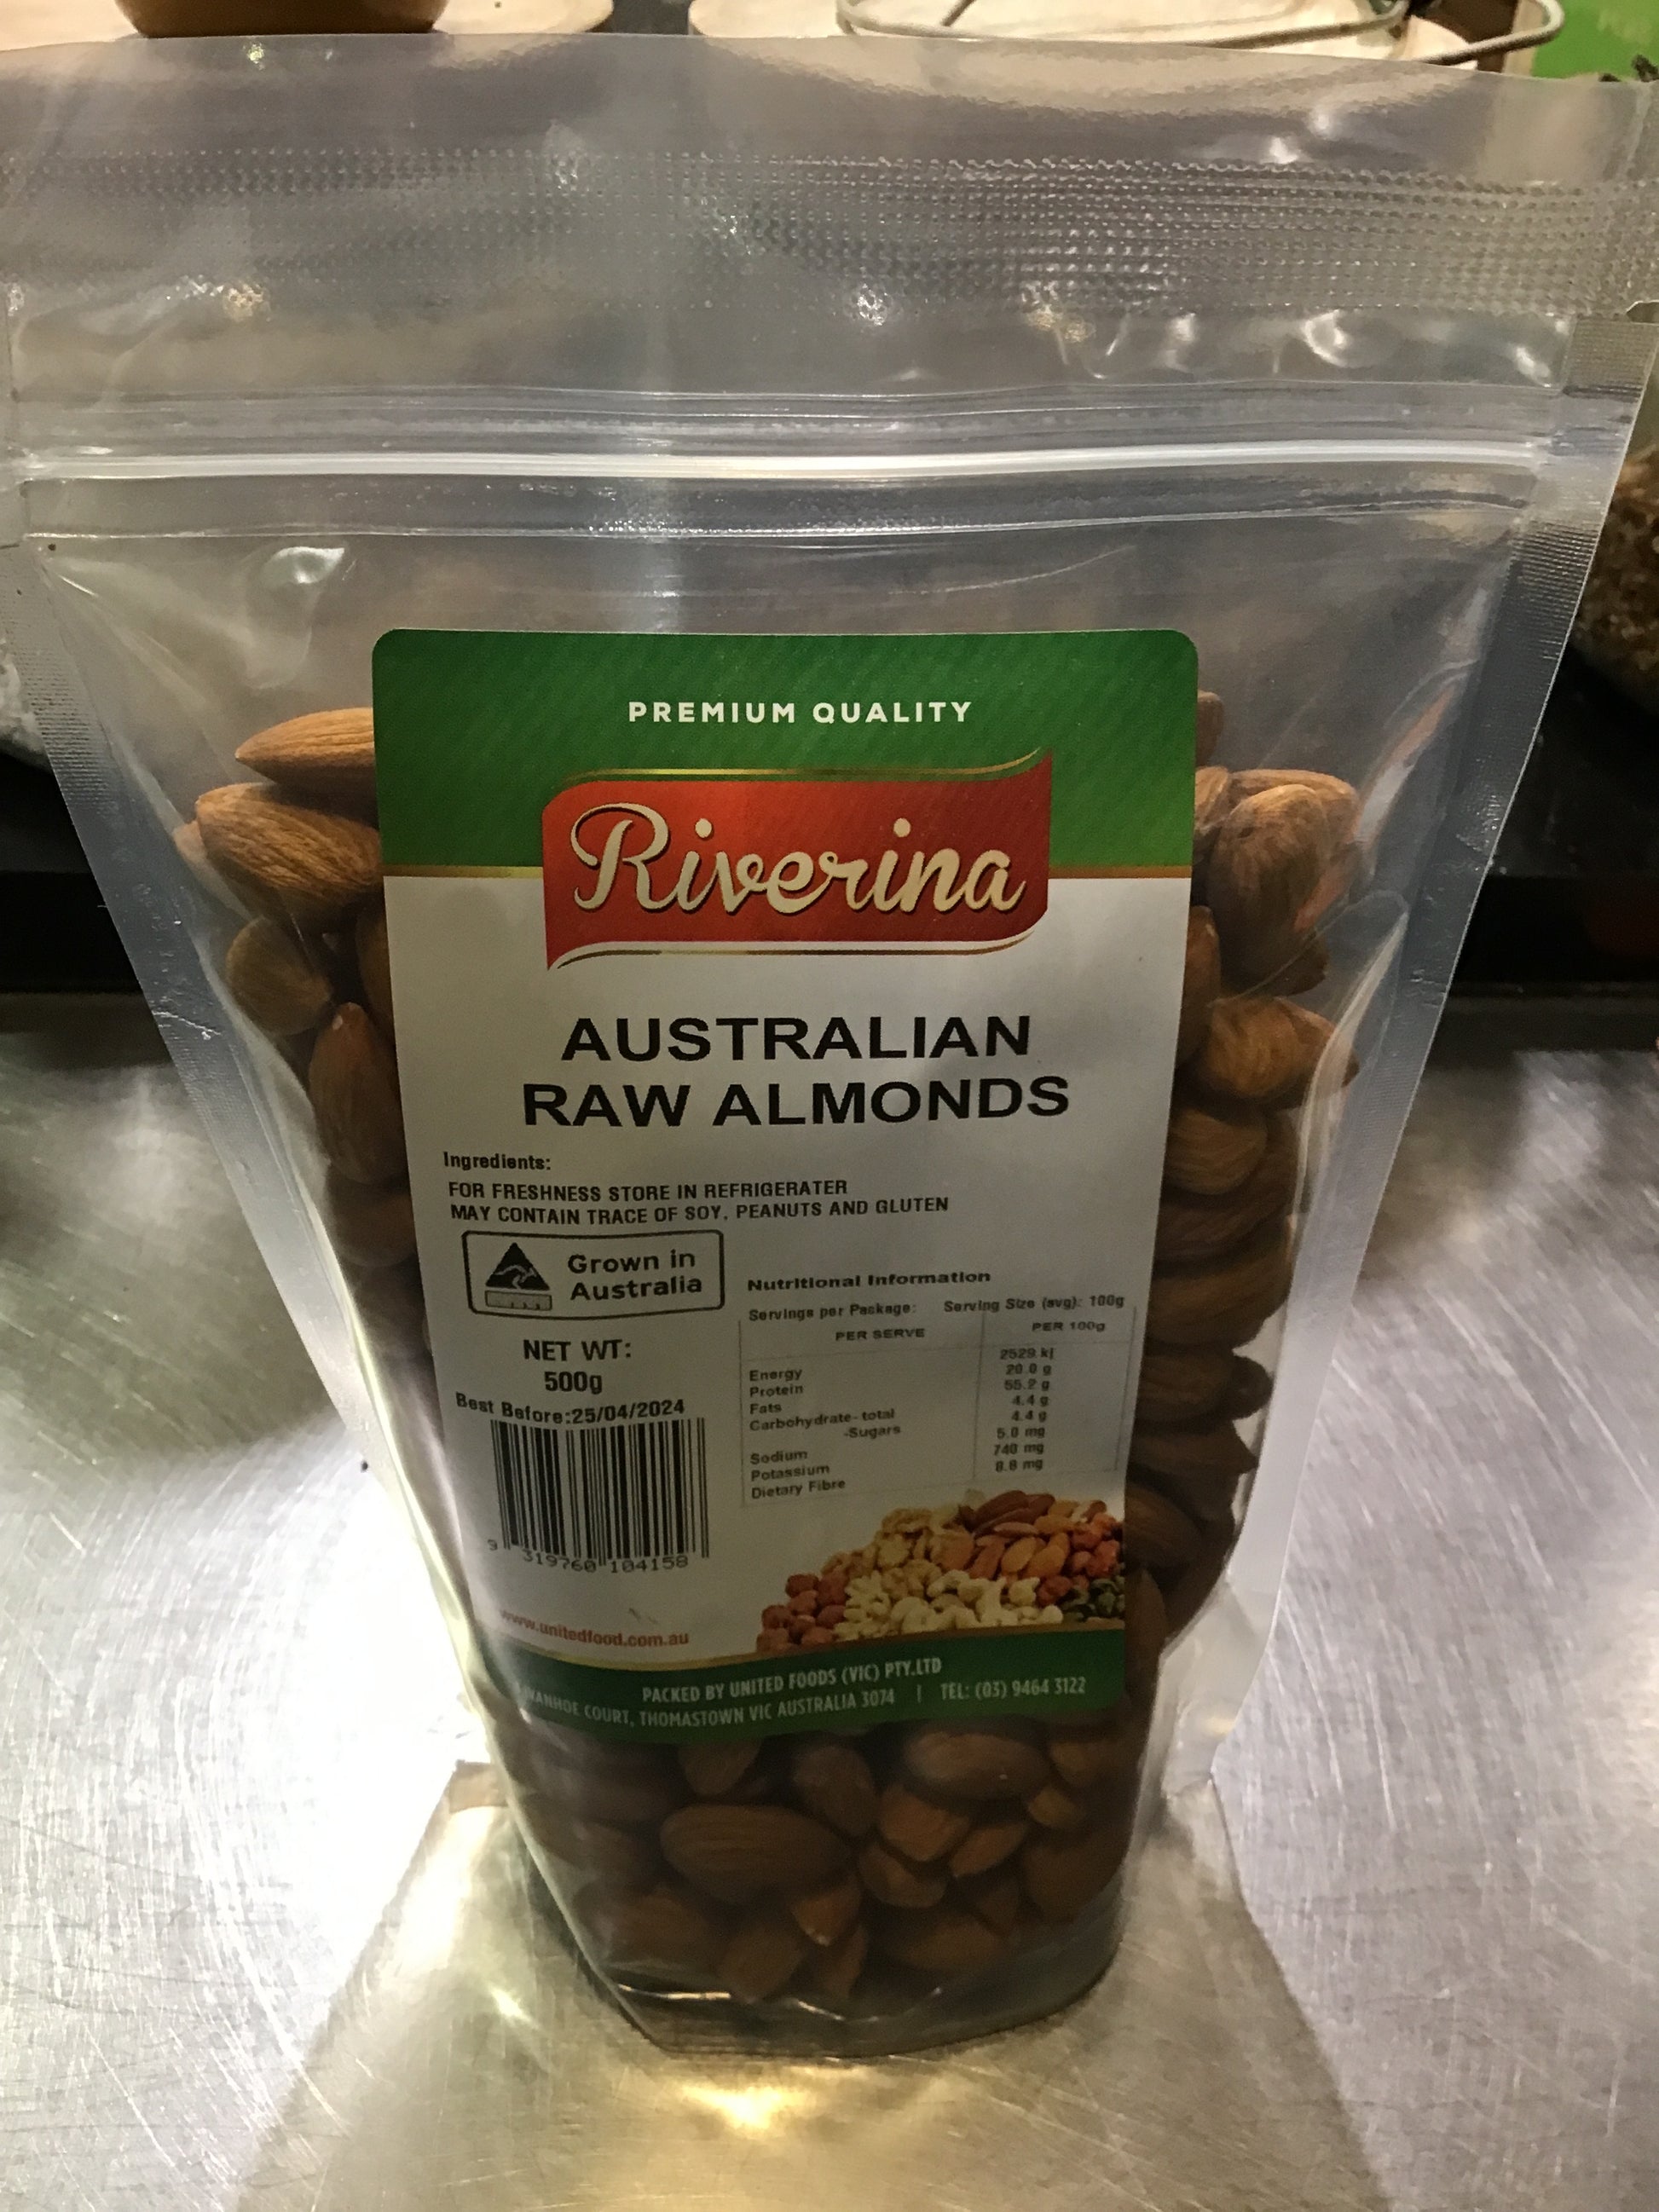 PREMIUM QUALITY
Riverina
AUSTRALIAN
RAW ALMONDS
Ingredients:
FOR FRESHNESS STORE IN REFRIGERATER
MAY CONTAIN TRACE OF SOY, PEANUTS AND GLUTEN
Grown in
Australia
NET WT:
500g
Best Before:25/04/2024
9 319760 104158
Nutritional Information
Servings per Package: Serving Size (avg): 100g
PER SERVE PER 100g
Energy 2529 kj
Protein 20.0 g
Fats 55.2 g
Carbohydrate- total 4.4 g
-Sugars 4.4 g
Sodium 5.0 mg
Potassium 740 mg
Dietary Fibre 8.8 mg
www.unitedfood.com.au
PACKED BY UNITED FOODS (VIC) PTY.LTD
COURT, THOMASTOWN VIC AUSTRALIA 3074 | TEL: (03) 9464 3122